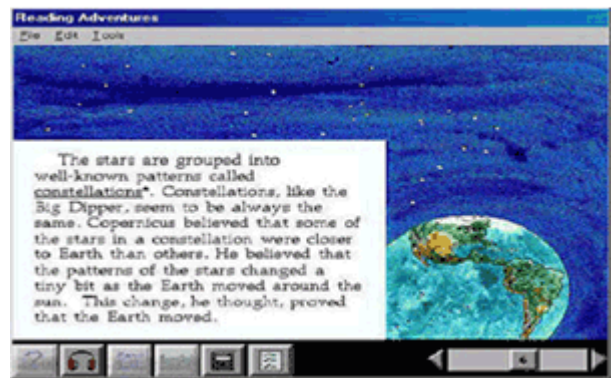 Reading Adventures
File Edit Tools
The stars are grouped into
well-known patterns called
constellations*. Constellations, like the
Big Dipper, seem to be always the
same. Copernicus believed that some of
the stars in a constellation were closer
to Earth than others. He believed that
the patterns of the stars changed a
tiny bit as the Earth moved around the
sun. This change, he thought, proved
that the Earth moved.
6